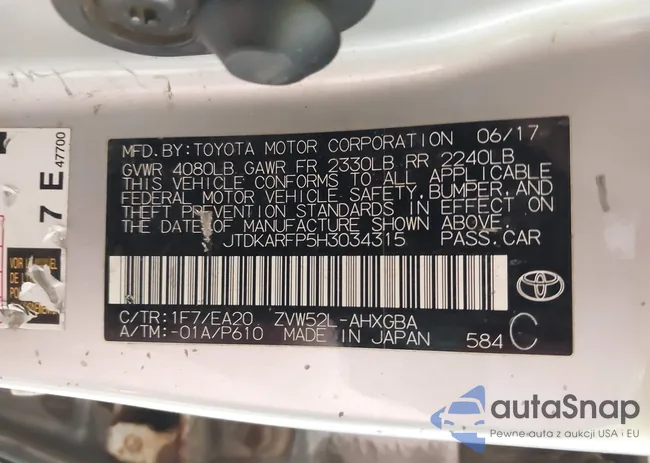 MFD. BY: TOYOTA MOTOR CORPORATION 06/17
GVWR 4080LB GAWR FR 2330LB RR 2240LB
THIS VEHICLE CONFORMS TO ALL APPLICABLE
FEDERAL MOTOR VEHICLE SAFETY, BUMPER, AND
THEFT PREVENTION STANDARDS IN EFFECT ON
THE DATE OF MANUFACTURE SHOWN ABOVE.
JTDKARFP5H3034315 PASS. CAR
C/TR: 1F7/EA20 ZVW52L-AHXGBA
A/TM: -01A/P610 MADE IN JAPAN 584 C
TOYOTA
7 E
47700
autoSnap
Pewne auta z aukcji USA i EU